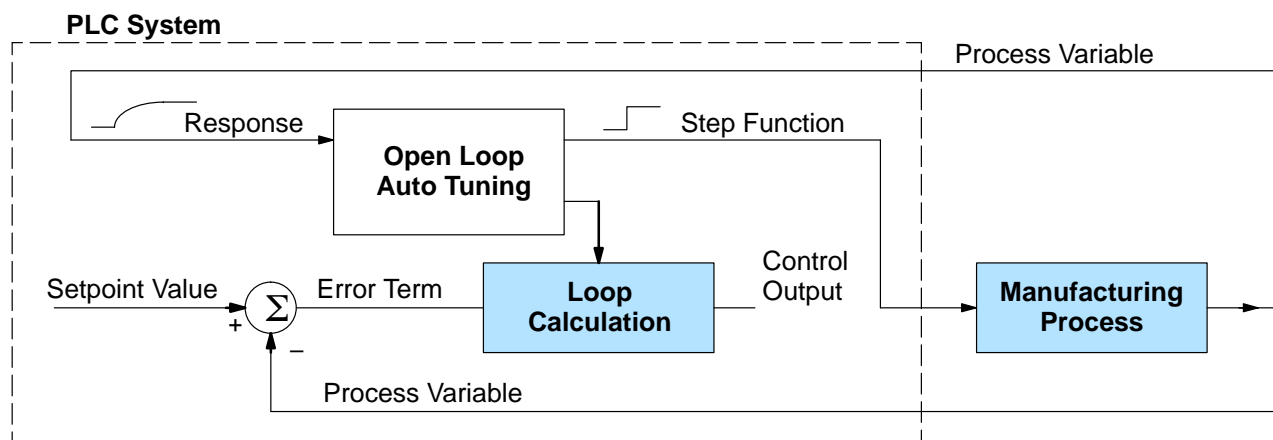 PLC System
Process Variable
Response
Step Function
Open Loop
Auto Tuning
Control
Output
Setpoint Value
+
Σ
−
Error Term
Loop
Calculation
Manufacturing
Process
Process Variable